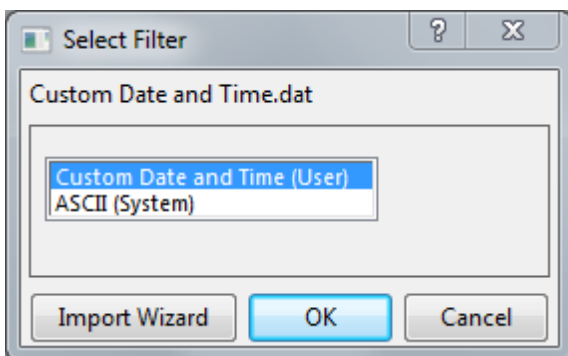 Select Filter
Custom Date and Time.dat
Custom Date and Time (User)
ASCII (System)
Import Wizard OK Cancel